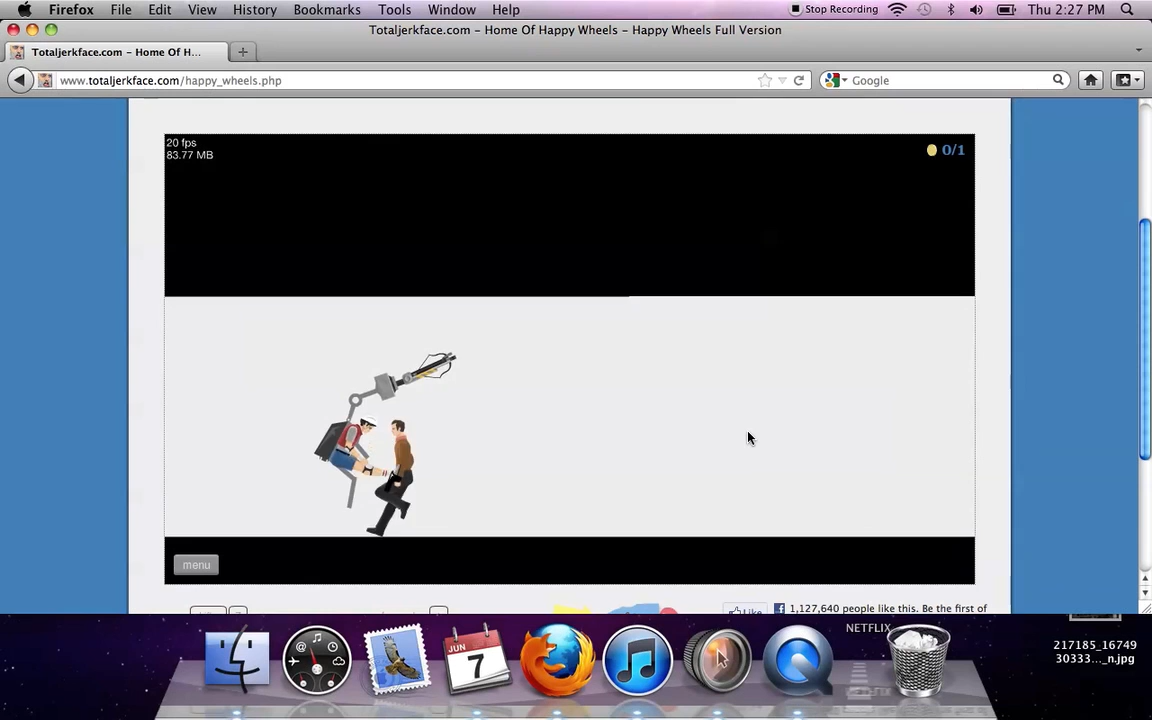 Firefox File Edit View History Bookmarks Tools Window Help Stop Recording Thu 2:27 PM
Totaljerkface.com – Home Of Happy Wheels – Happy Wheels Full Version
Totaljerkface.com – Home Of H...
www.totaljerkface.com/happy_wheels.php
Google
20 fps
83.77 MB
0/1
menu
Like
1,127,640 people like this. Be the first of
NETFLIX
JUN
7
217185_16749
30333..._n.jpg